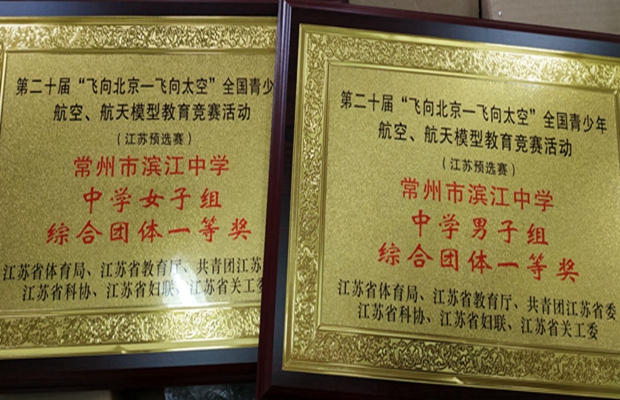 第二十届“飞向北京一飞向太空”全国青少
航空、航天模型教育竞赛活动
（江苏预选赛）
常州市滨江中学
中学女子组
综合团体一等奖
江苏省体育局、江苏省教育厅、共青团江苏
江苏省科协、江苏省妇联、江苏省关工委
第二十届“飞向北京一飞向太空”全国青少年
航空、航天模型教育竞赛活动
（江苏预选赛）
常州市滨江中学
中学男子组
综合团体一等奖
江苏省体育局、江苏省教育厅、共青团江苏省委
江苏省科协、江苏省妇联、江苏省关工委